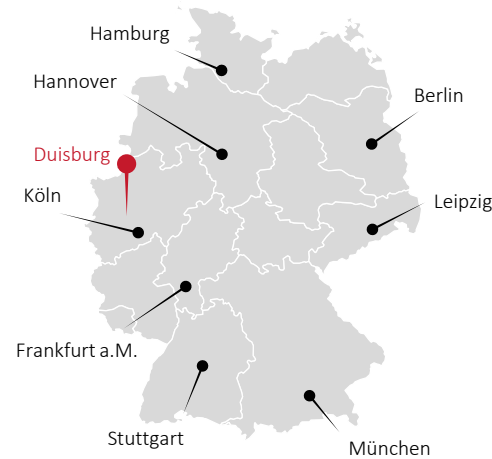 Hamburg
Hannover
Berlin
Duisburg
Köln
Leipzig
Frankfurt a.M.
Stuttgart
München